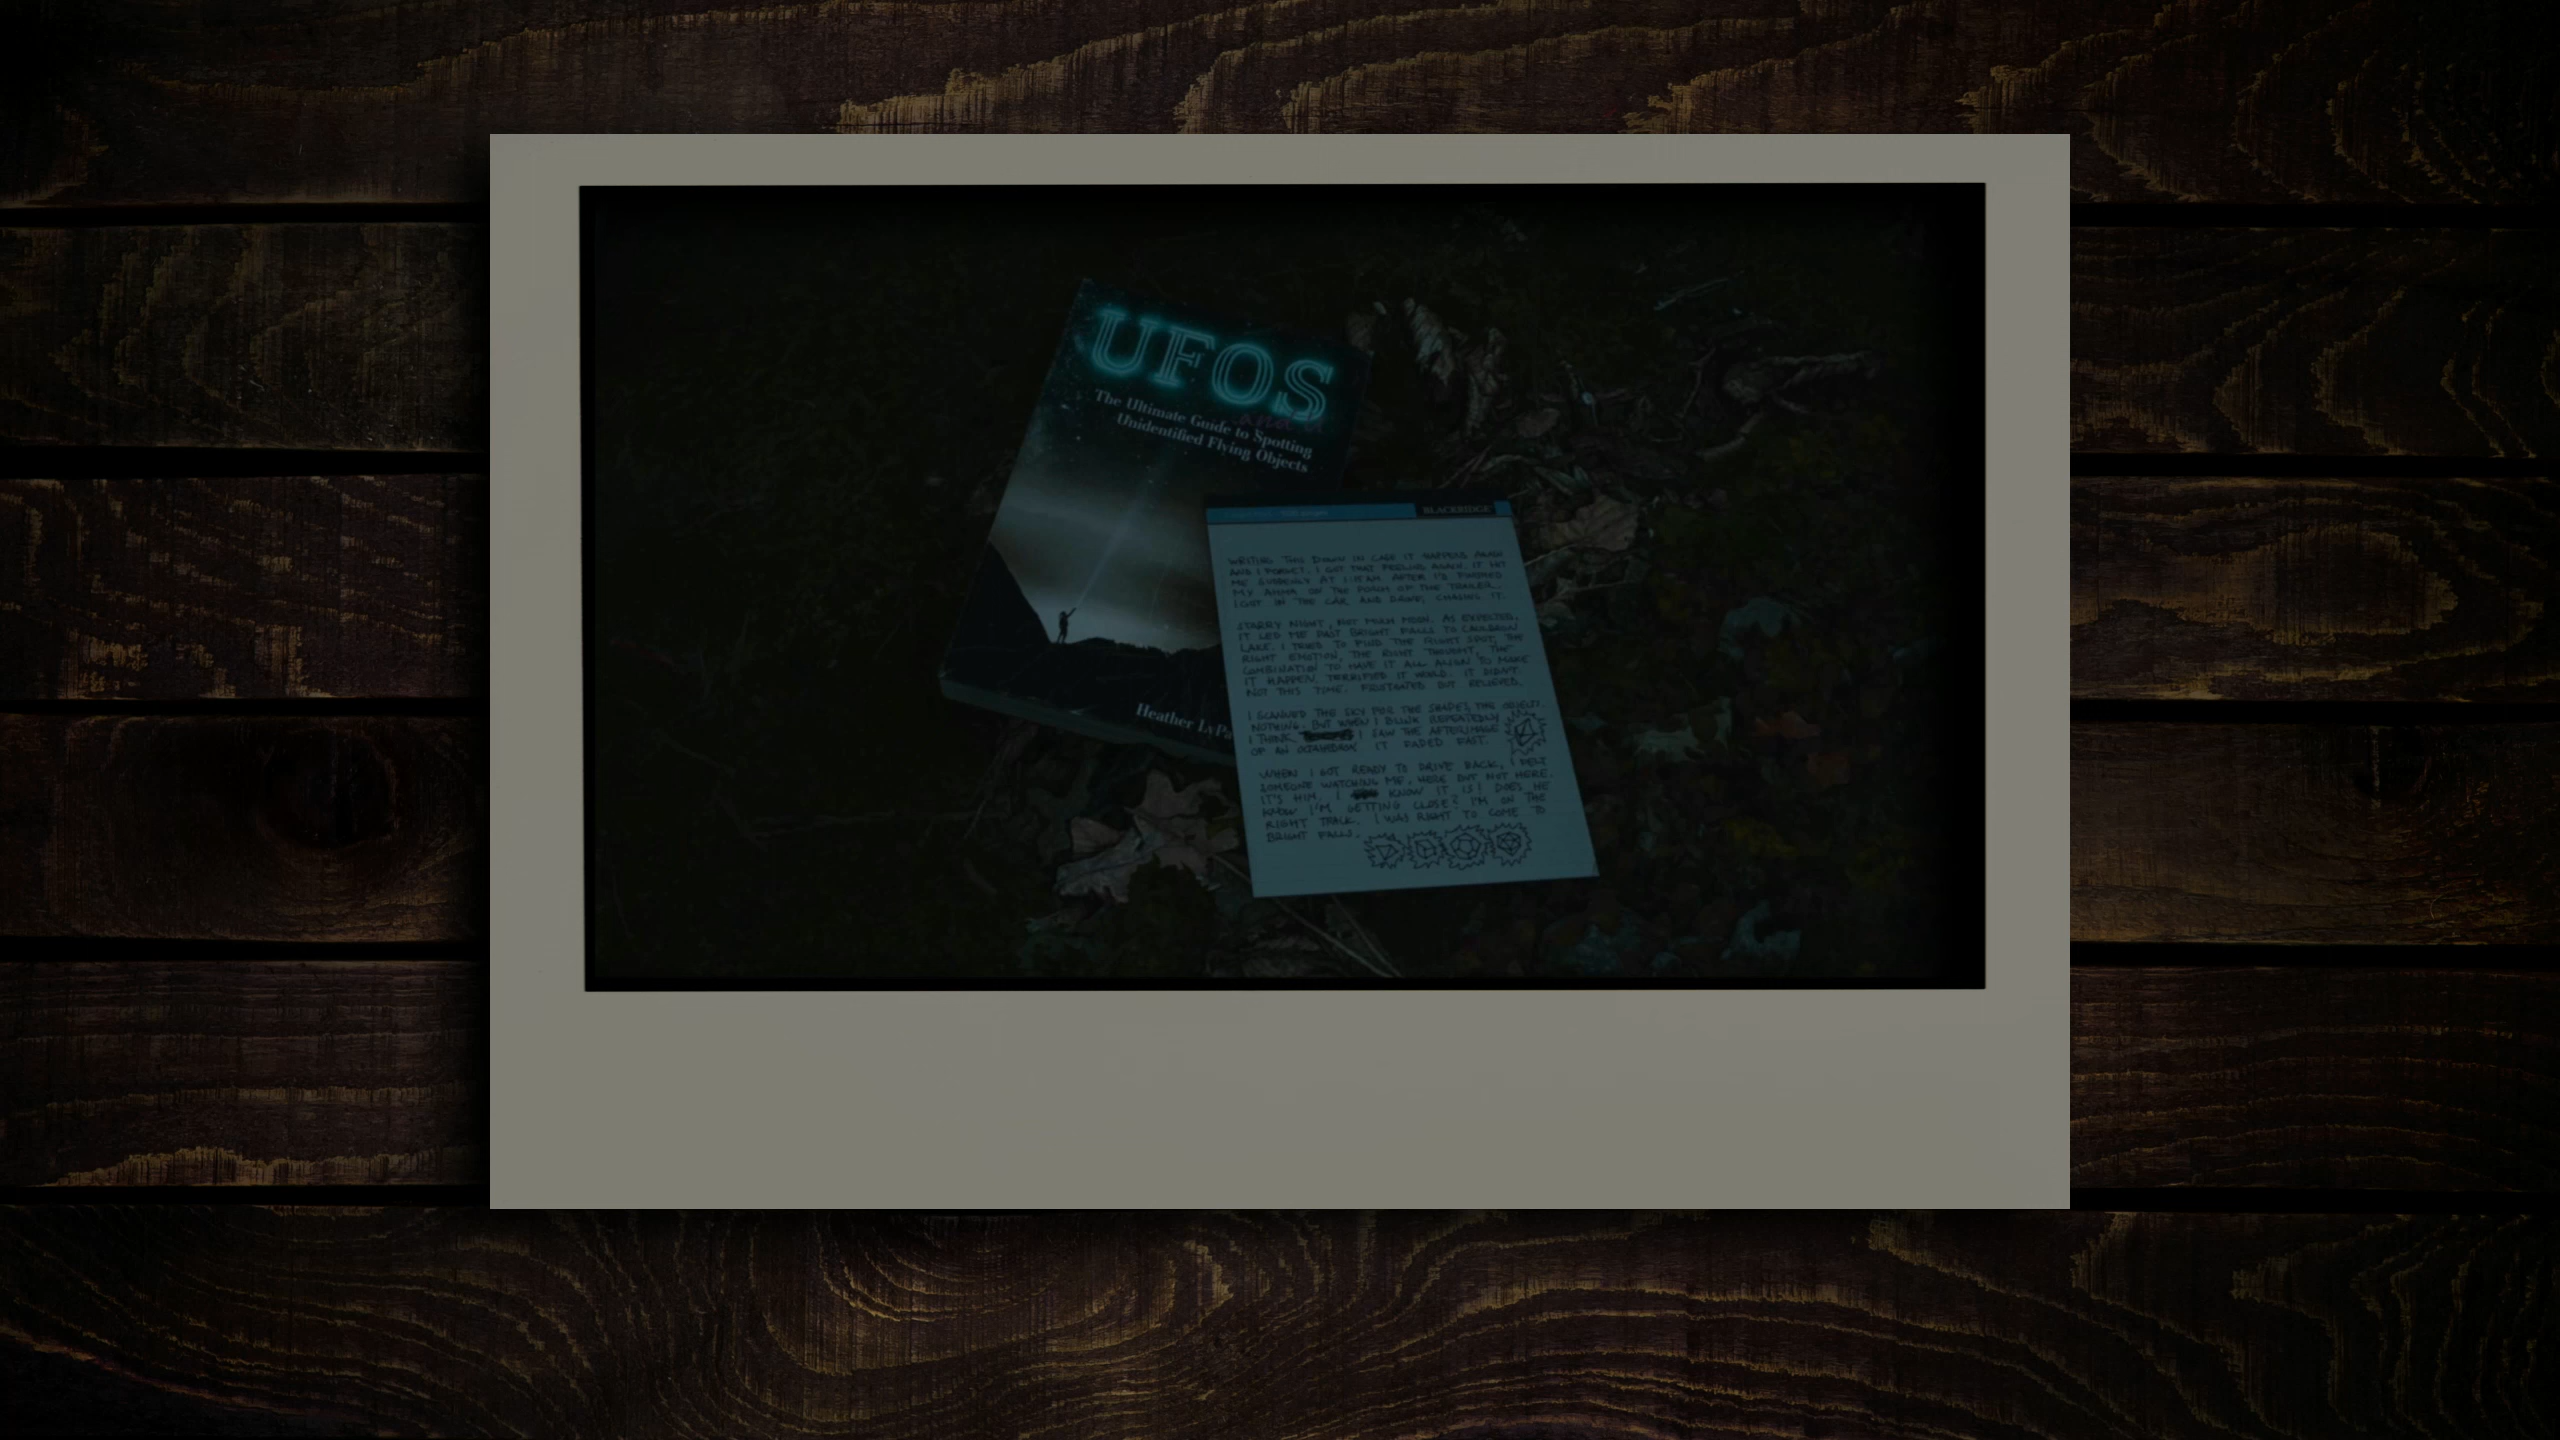 UFOS
The Ultimate Guide to Spotting
Unidentified Flying Objects
Heather
BLACKRIDGE
WRITING THIS DOWN IN CASE IT HAPPENS AGAIN
AND I FORGET. I GOT THAT FEELING AGAIN. IT HIT
ME SUDDENLY AT AM. AFTER I'D FINISHED
MY ON THE PORCH OF THE TRAILER.
I GOT IN THE CAR AND DROVE, CHASING IT.
STARRY NIGHT, NOT MUCH MOON. AS EXPECTED,
IT LED ME PAST BRIGHT FALLS TO CAULDRON
LAKE. I TRIED TO FIND THE RIGHT SPOT, THE
RIGHT EMOTION, THE RIGHT THOUGHT, THE
COMBINATION TO HAVE IT ALL ALIGN TO MAKE
IT HAPPEN. TERRIFIED IT WOULD. IT DIDN'T.
NOT THIS TIME. FRUSTRATED BUT RELIEVED.
I SCANNED THE SKY FOR THE SHAPES, THE OBJECTS.
NOTHING. BUT WHEN I BLINK REPEATEDLY
I THINK I SAW THE AFTERIMAGE
OF AN OCTAHEDRON. IT FADED FAST.
WHEN I GOT READY TO DRIVE BACK, I FELT
SOMEONE WATCHING ME, HERE BUT NOT HERE.
IT'S HIM, I KNOW IT IS! DOES HE
KNOW I'M GETTING CLOSE? I'M ON THE
RIGHT TRACK. I WAS RIGHT TO COME TO
BRIGHT FALLS.